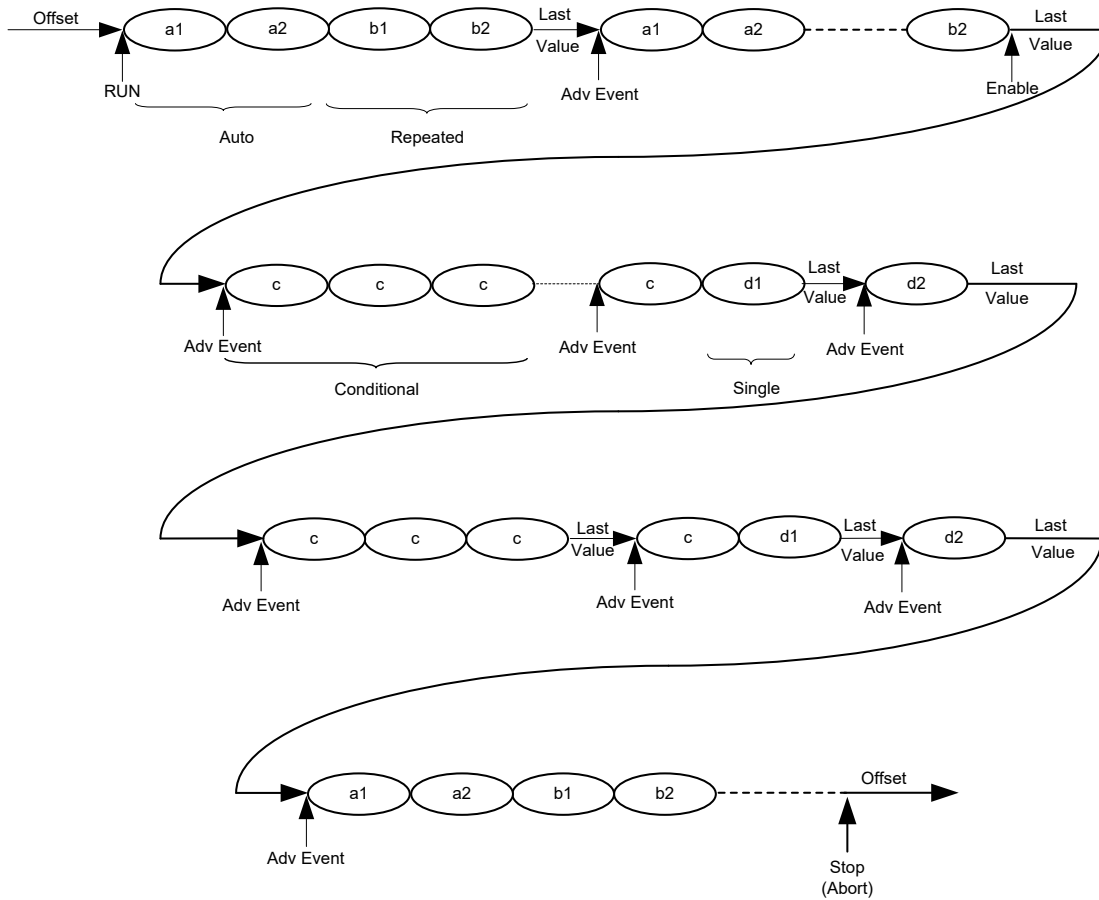 Offset
a1
a2
b1
b2
Last
Value
a1
a2
b2
Last
Value
RUN
Adv Event
Enable
Auto
Repeated
c
c
c
c
d1
Last
Value
d2
Last
Value
Adv Event
Adv Event
Adv Event
Conditional
Single
c
c
c
Last
Value
c
d1
Last
Value
d2
Last
Value
Adv Event
Adv Event
Adv Event
a1
a2
b1
b2
Offset
Adv Event
Stop
(Abort)